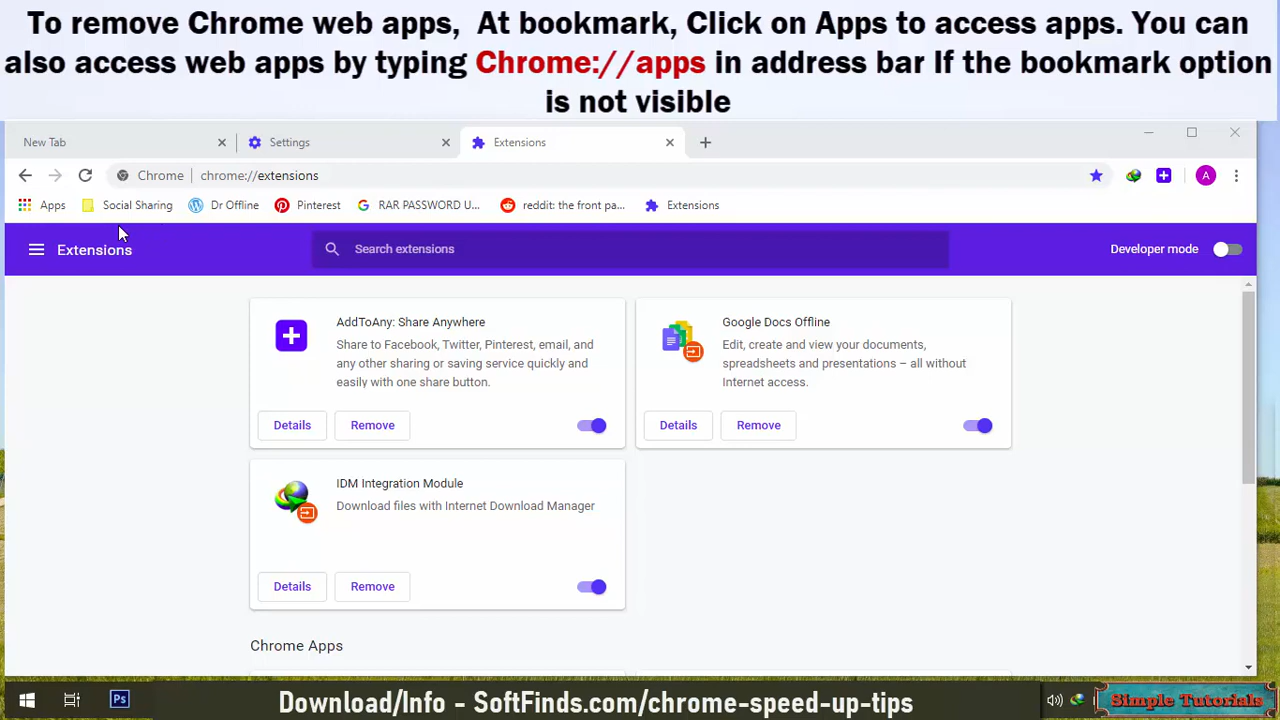 To remove Chrome web apps,  At bookmark, Click on Apps to access apps. You can
also access web apps by typing Chrome://apps in address bar If the bookmark option
is not visible
New Tab
Settings
Extensions
Chrome
chrome://extensions
A
Apps
Social Sharing
Dr Offline
Pinterest
RAR PASSWORD U...
reddit: the front pa...
Extensions
Extensions
Search extensions
Developer mode
AddToAny: Share Anywhere
Share to Facebook, Twitter, Pinterest, email, and
any other sharing or saving service quickly and
easily with one share button.
Details
Remove
Google Docs Offline
Edit, create and view your documents,
spreadsheets and presentations – all without
Internet access.
Details
Remove
IDM Integration Module
Download files with Internet Download Manager
Details
Remove
Chrome Apps
Ps
Download/Info - SoftFinds.com/chrome-speed-up-tips
Simple Tutorials